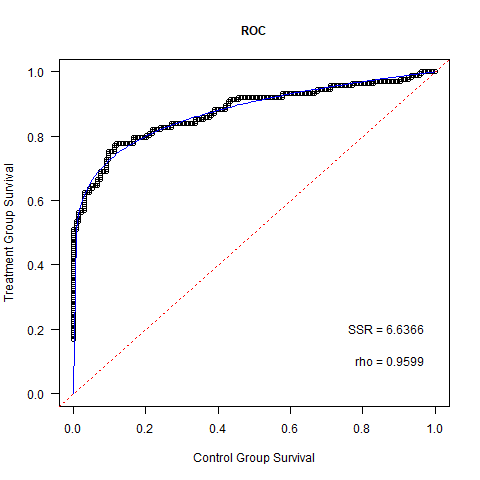 ROC
Treatment Group Survival
1.0
0.8
0.6
0.4
0.2
0.0
SSR = 6.6366
rho = 0.9599
0.0 0.2 0.4 0.6 0.8 1.0
Control Group Survival